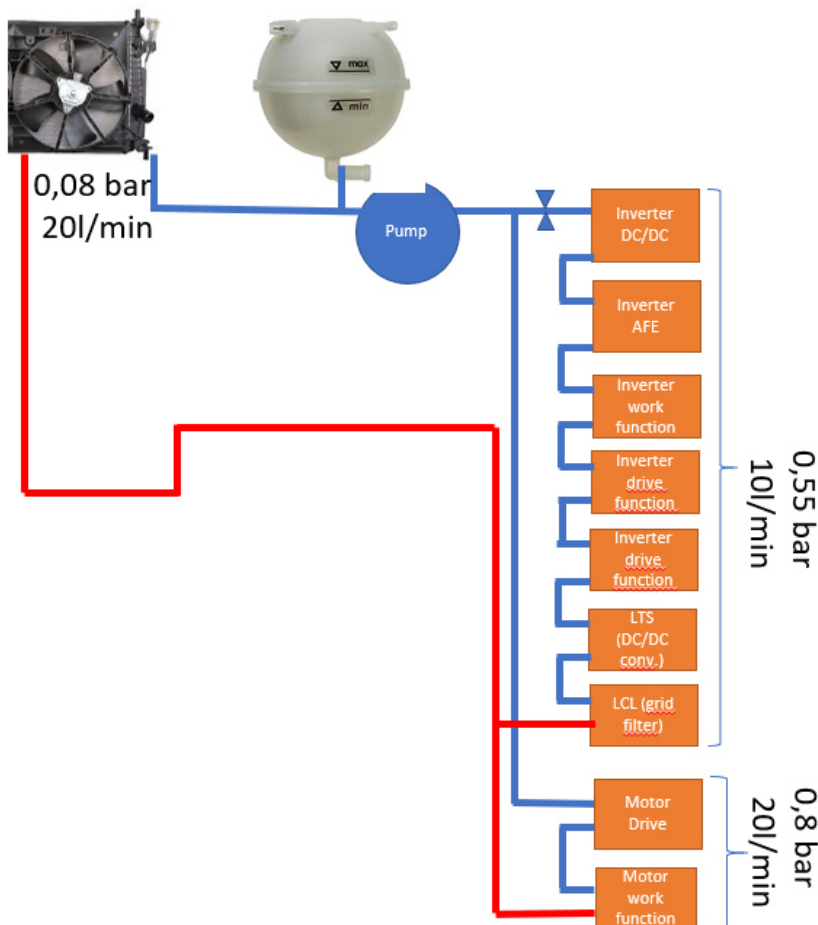 max
min
0,08 bar
20l/min
Pump
Inverter
DC/DC
Inverter
AFE
Inverter
work
function
Inverter
drive
function
Inverter
drive
function
LTS
(DC/DC
conv.)
LCL (grid
filter)
0,55 bar
10l/min
Motor
Drive
Motor
work
function
0,8 bar
20l/min